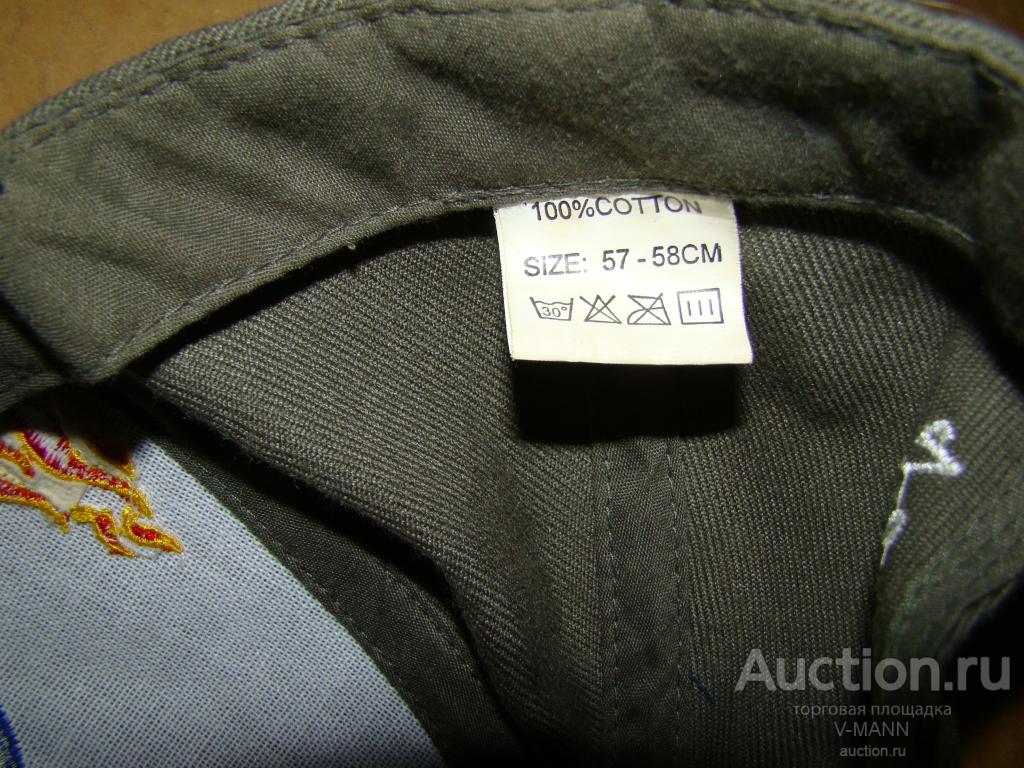 100%COTTON
SIZE: 57-58CM
30°
Auction.ru
торговая площадка
V-MANN
auction.ru